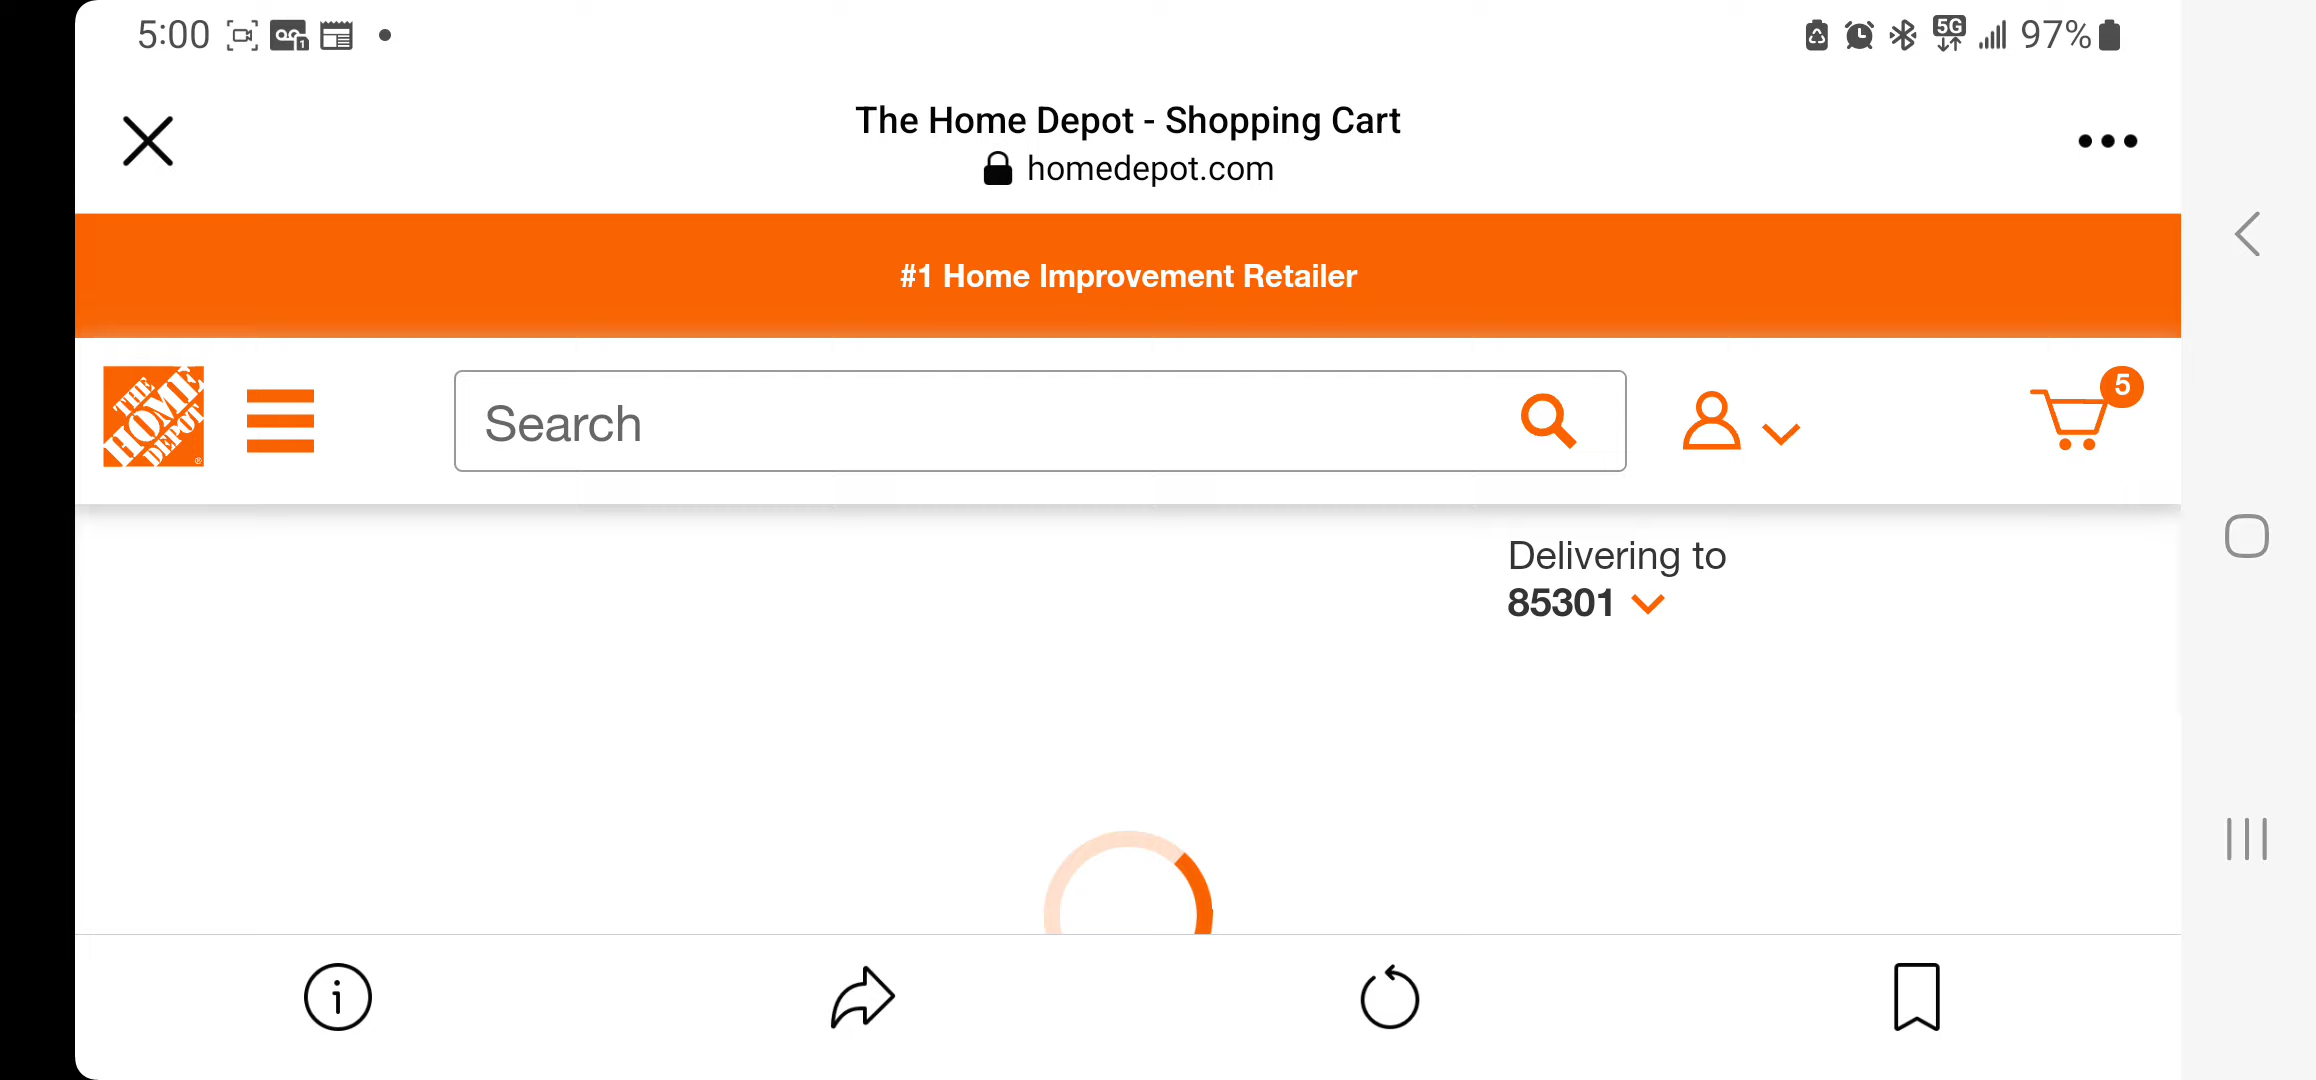 5:00
5G
97%
The Home Depot - Shopping Cart
homedepot.com
#1 Home Improvement Retailer
THE
HOME
DEPOT
Search
5
Delivering to
85301